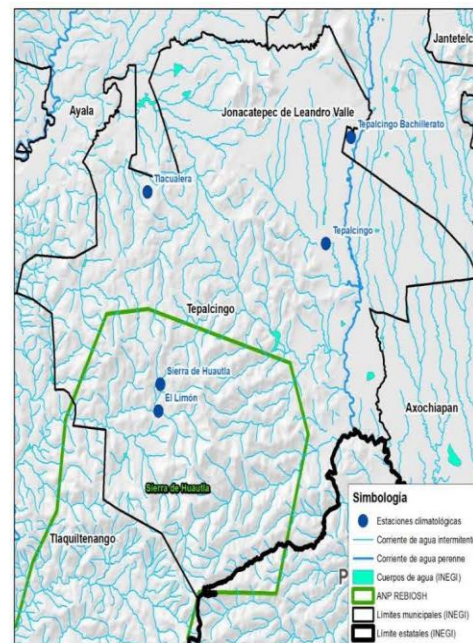 Jantetelc
Ayala
Jonacatepec de Leandro Valle
Tepalcingo Bachillerato
Tlacualera
Tepalcingo
Tepalcingo
Sierra de Huautla
El Limón
Axochiapan
Sierra de Huautla
Tlaquiltenango
P
Simbología
Estaciones climatológicas
Corriente de agua intermitente
Corriente de agua perenne
Cuerpos de agua (INEGI)
ANP REBIOSH
Límites municipales (INEGI)
Límite estatales (INEGI)